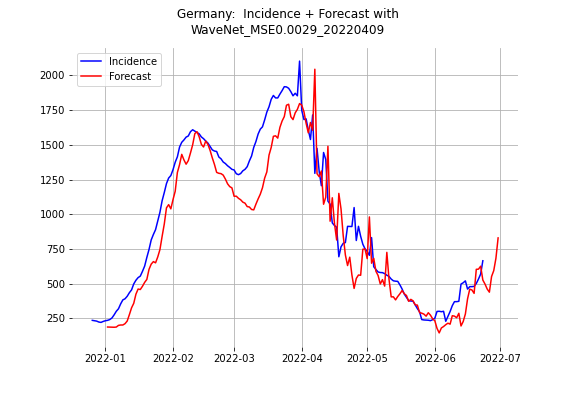 Germany:  Incidence + Forecast with
WaveNet_MSE0.0029_20220409
Incidence
Forecast
2000
1750
1500
1250
1000
750
500
250
2022-01 2022-02 2022-03 2022-04 2022-05 2022-06 2022-07